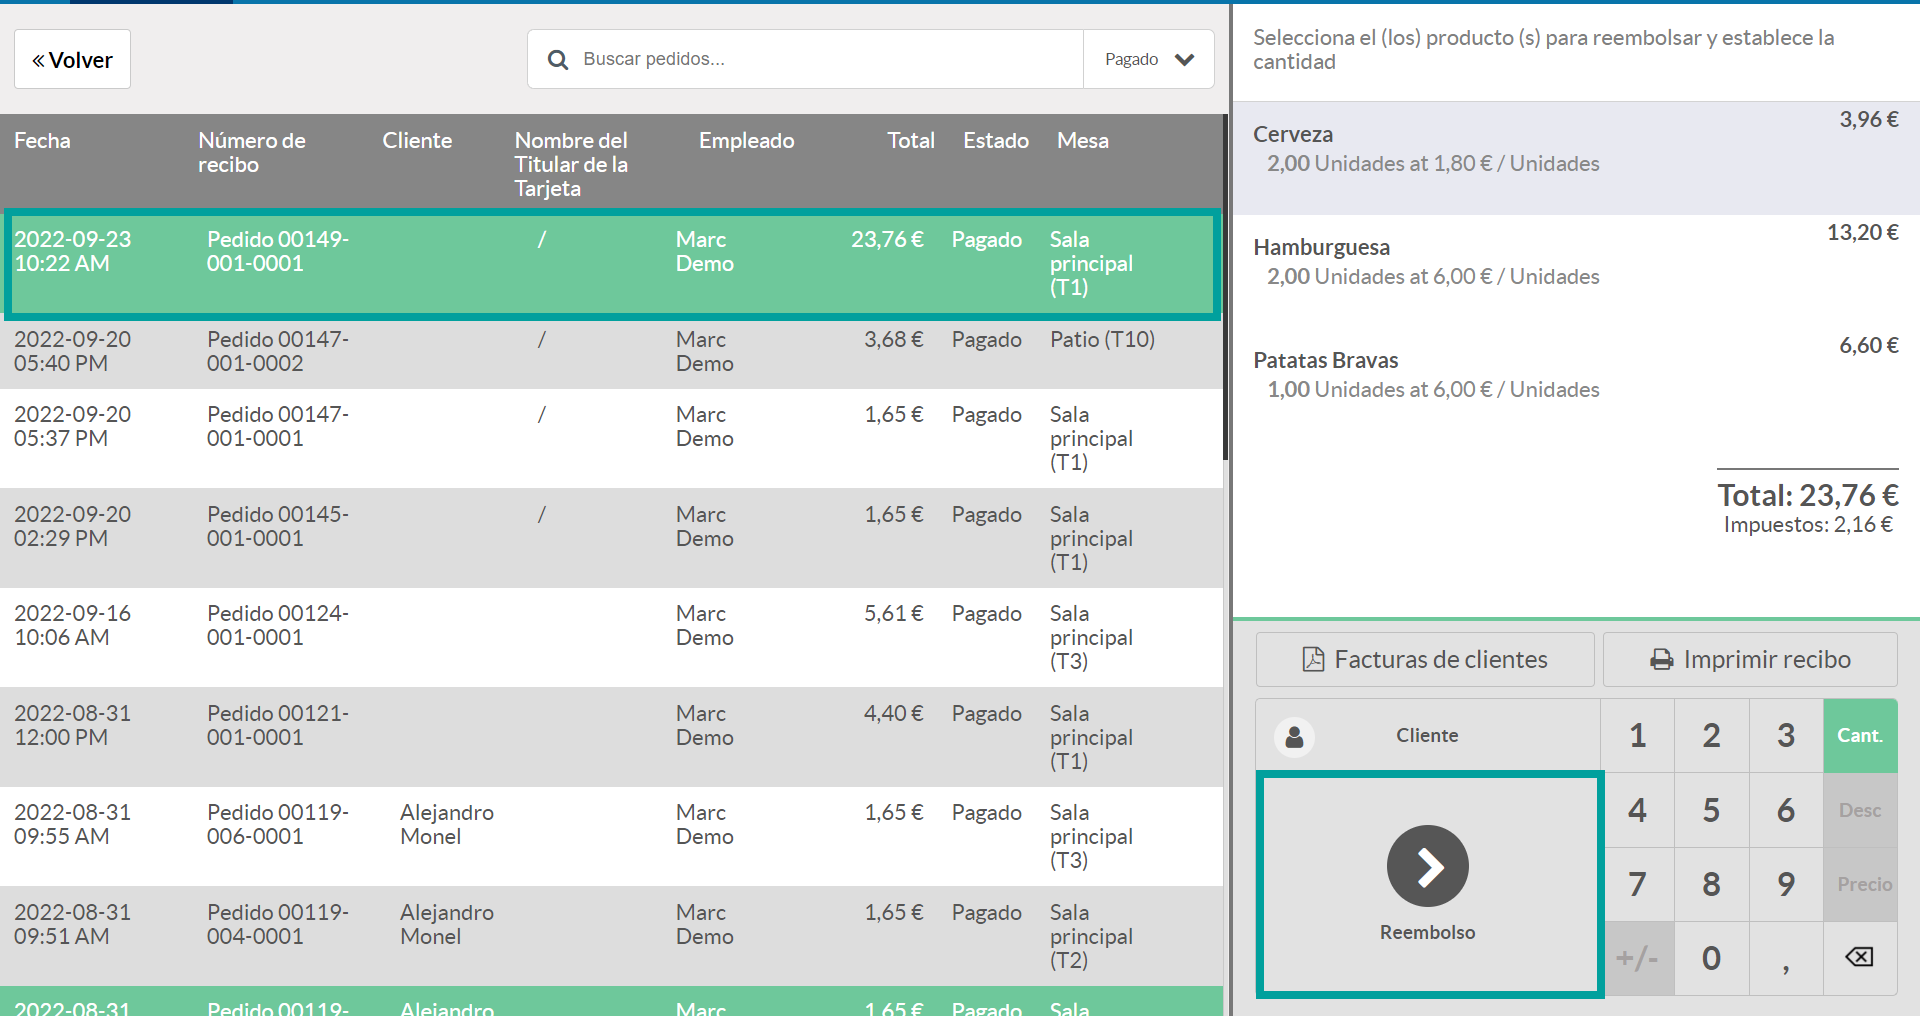 « Volver
Buscar pedidos...
Pagado
Fecha
Número de
recibo
Cliente
Nombre del
Titular de la
Tarjeta
Empleado
Total
Estado
Mesa
2022-09-23
10:22 AM
Pedido 00149-
001-0001
/
Marc
Demo
23,76 €
Pagado
Sala
principal
(T1)
2022-09-20
05:40 PM
Pedido 00147-
001-0002
/
Marc
Demo
3,68 €
Pagado
Patio (T10)
2022-09-20
05:37 PM
Pedido 00147-
001-0001
/
Marc
Demo
1,65 €
Pagado
Sala
principal
(T1)
2022-09-20
02:29 PM
Pedido 00145-
001-0001
/
Marc
Demo
1,65 €
Pagado
Sala
principal
(T1)
2022-09-16
10:06 AM
Pedido 00124-
001-0001
Marc
Demo
5,61 €
Pagado
Sala
principal
(T3)
2022-08-31
12:00 PM
Pedido 00121-
001-0001
Marc
Demo
4,40 €
Pagado
Sala
principal
(T1)
2022-08-31
09:55 AM
Pedido 00119-
006-0001
Alejandro
Monel
Marc
Demo
1,65 €
Pagado
Sala
principal
(T3)
2022-08-31
09:51 AM
Pedido 00119-
004-0001
Alejandro
Monel
Marc
Demo
1,65 €
Pagado
Sala
principal
(T2)
2022-08-31
Pedido 00119-
Alejandro
Marc
1,65 €
Pagado
Sala
Selecciona el (los) producto (s) para reembolsar y establece la
cantidad
Cerveza
3,96 €
2,00 Unidades at 1,80 € / Unidades
Hamburguesa
13,20 €
2,00 Unidades at 6,00 € / Unidades
Patatas Bravas
6,60 €
1,00 Unidades at 6,00 € / Unidades
Total: 23,76 €
Impuestos: 2,16 €
Facturas de clientes
Imprimir recibo
Cliente
1
2
3
Cant.
4
5
6
Desc
7
8
9
Precio
Reembolso
+/-
0
,